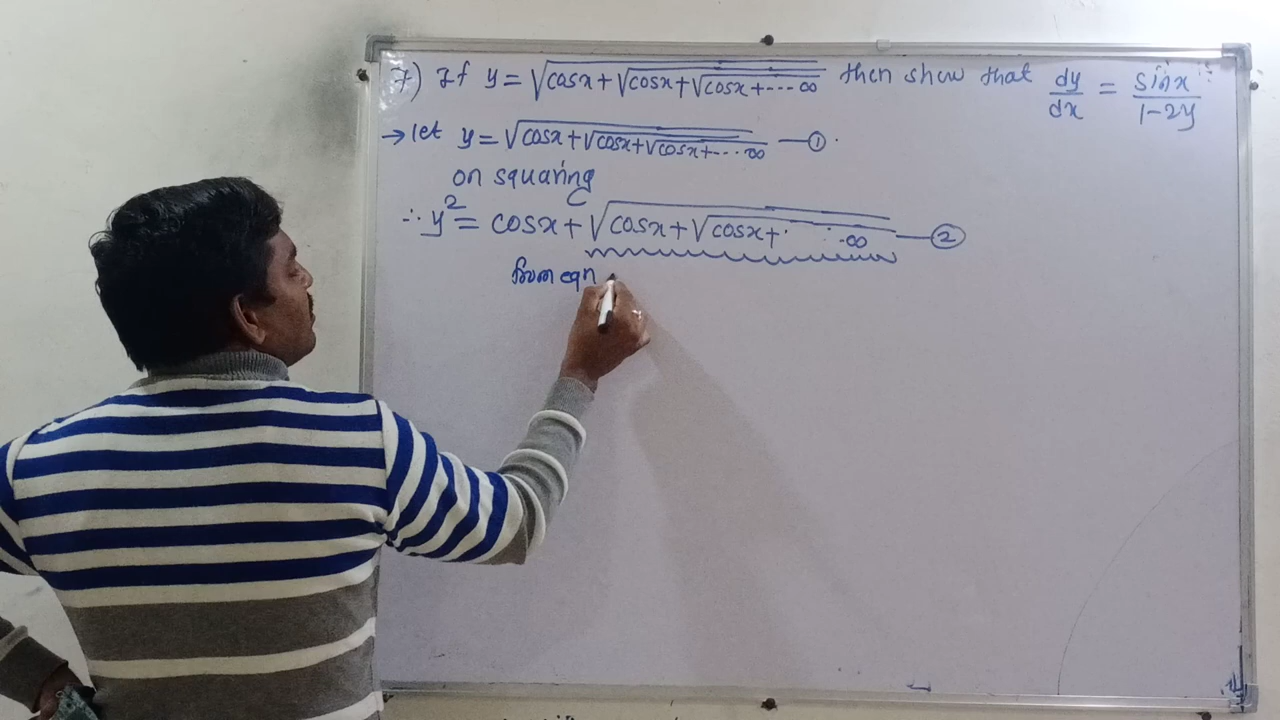 7) If y = √cosx + √cosx + √cosx + --- ∞ then show that dy/dx = sinx/1-2y
→ let y = √cosx + √cosx + √cosx + --- ∞ — ①
on squaring
∴ y² = cosx + √cosx + √cosx + . . . ∞ — ②
from eqn